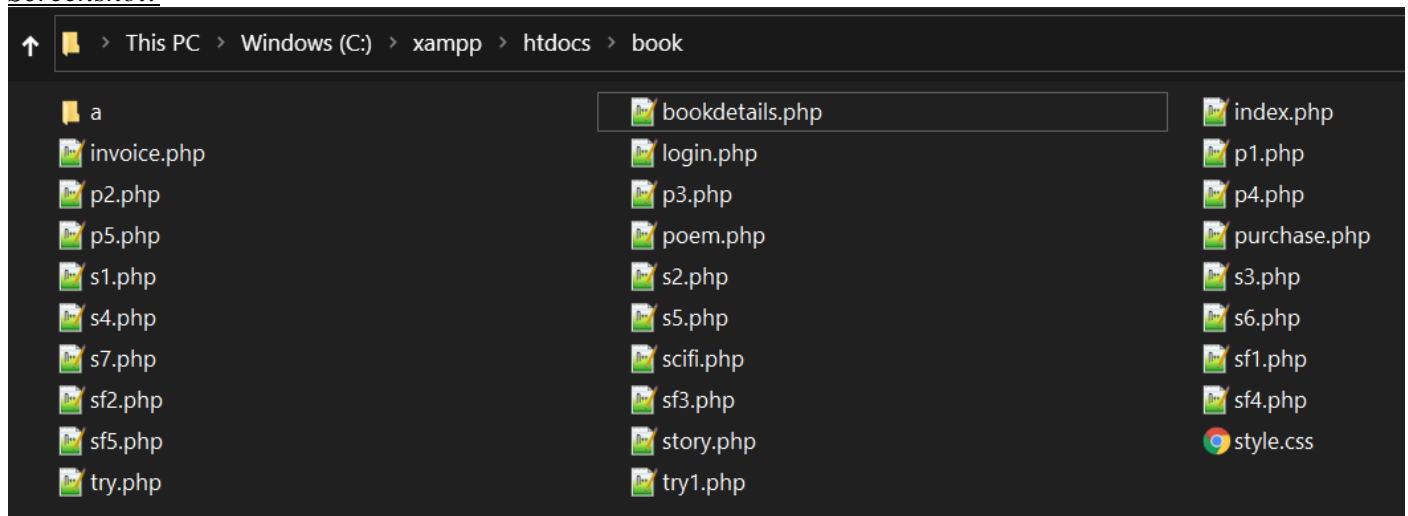 This PC > Windows (C:) > xampp > htdocs > book
a bookdetails.php index.php
invoice.php login.php p1.php
p2.php p3.php p4.php
p5.php poem.php purchase.php
s1.php s2.php s3.php
s4.php s5.php s6.php
s7.php scifi.php sf1.php
sf2.php sf3.php sf4.php
sf5.php story.php style.css
try.php try1.php